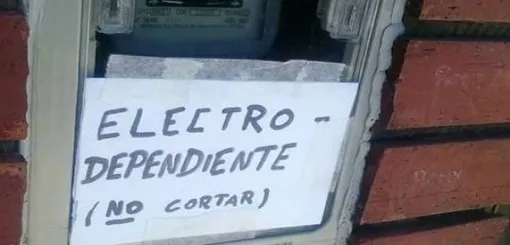 ELECTRO -
DEPENDIENTE
(NO CORTAR)